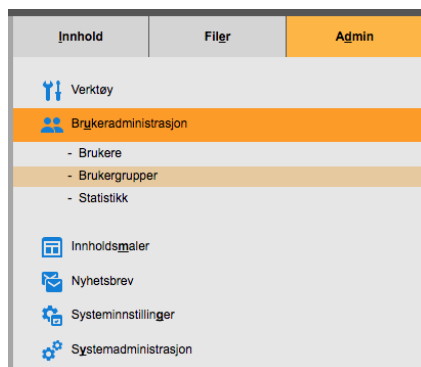 Innhold Filer Admin
Verktøy
Brukeradministrasjon
- Brukere
- Brukergrupper
- Statistikk
Innholdsmaler
Nyhetsbrev
Systeminnstillinger
Systemadministrasjon